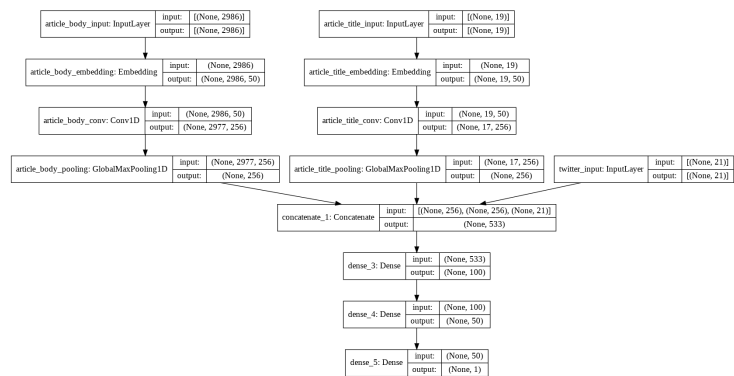 article_body_input: InputLayer input: [(None, 2986)]
output: [(None, 2986)]
article_title_input: InputLayer input: [(None, 19)]
output: [(None, 19)]
article_body_embedding: Embedding input: (None, 2986)
output: (None, 2986, 50)
article_title_embedding: Embedding input: (None, 19)
output: (None, 19, 50)
article_body_conv: Conv1D input: (None, 2986, 50)
output: (None, 2977, 256)
article_title_conv: Conv1D input: (None, 19, 50)
output: (None, 17, 256)
article_body_pooling: GlobalMaxPooling1D input: (None, 2977, 256)
output: (None, 256)
article_title_pooling: GlobalMaxPooling1D input: (None, 17, 256)
output: (None, 256)
twitter_input: InputLayer input: [(None, 21)]
output: [(None, 21)]
concatenate_1: Concatenate input: [(None, 256), (None, 256), (None, 21)]
output: (None, 533)
dense_3: Dense input: (None, 533)
output: (None, 100)
dense_4: Dense input: (None, 100)
output: (None, 50)
dense_5: Dense input: (None, 50)
output: (None, 1)